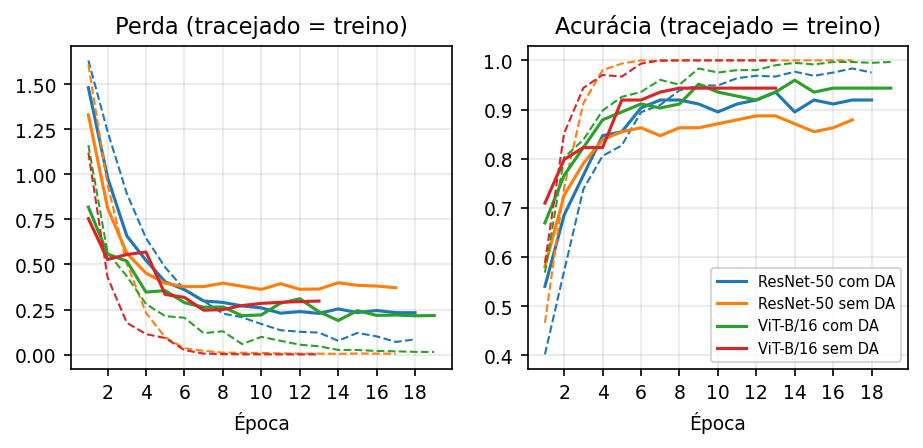 Perda (tracejado = treino)
1.50
1.25
1.00
0.75
0.50
0.25
0.00
2 4 6 8 10 12 14 16 18
Época
Acurácia (tracejado = treino)
1.0
0.9
0.8
0.7
0.6
0.5
0.4
ResNet-50 com DA
ResNet-50 sem DA
ViT-B/16 com DA
ViT-B/16 sem DA
2 4 6 8 10 12 14 16 18
Época